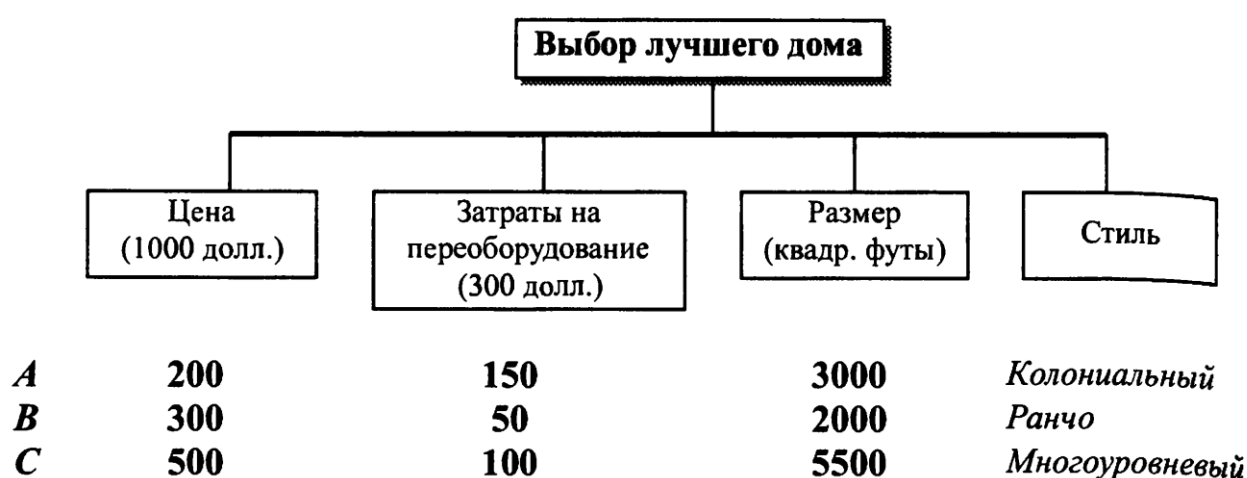 Выбор лучшего дома
Цена
(1000 долл.)
Затраты на
переоборудование
(300 долл.)
Размер
(квадр. футы)
Стиль
A 200 150 3000 Колониальный
B 300 50 2000 Ранчо
C 500 100 5500 Многоуровневый